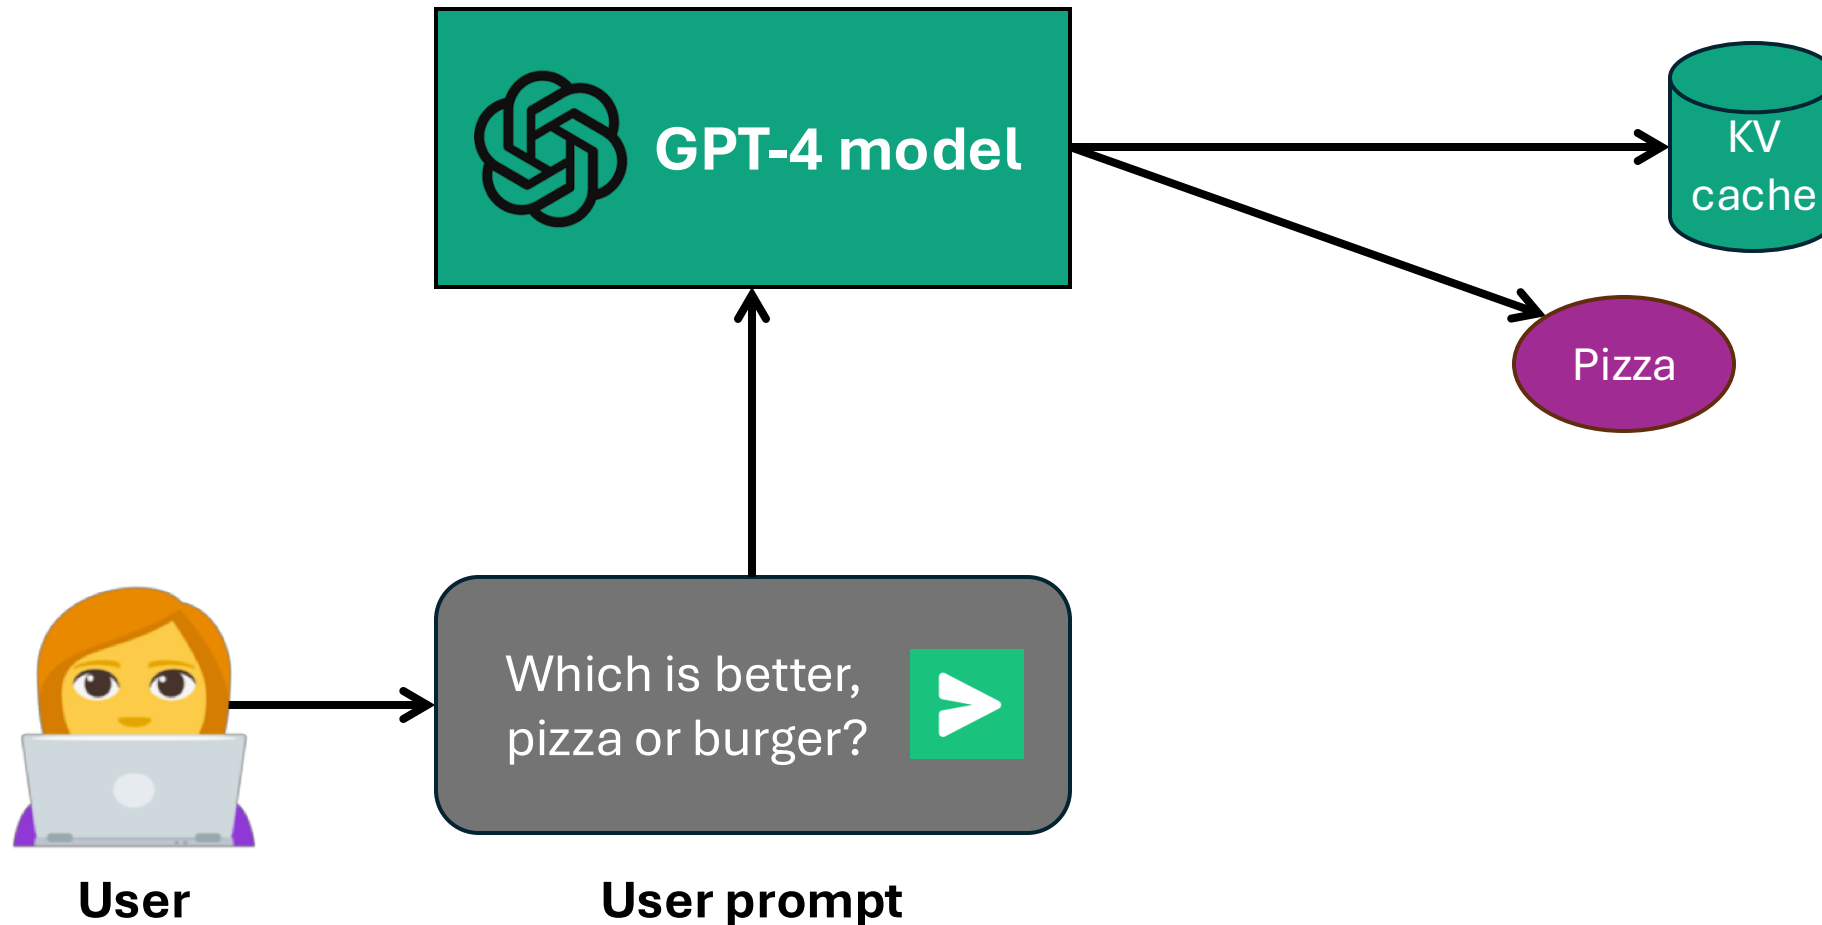 GPT-4 model
KV
cache
Pizza
Which is better,
pizza or burger?
User
User prompt